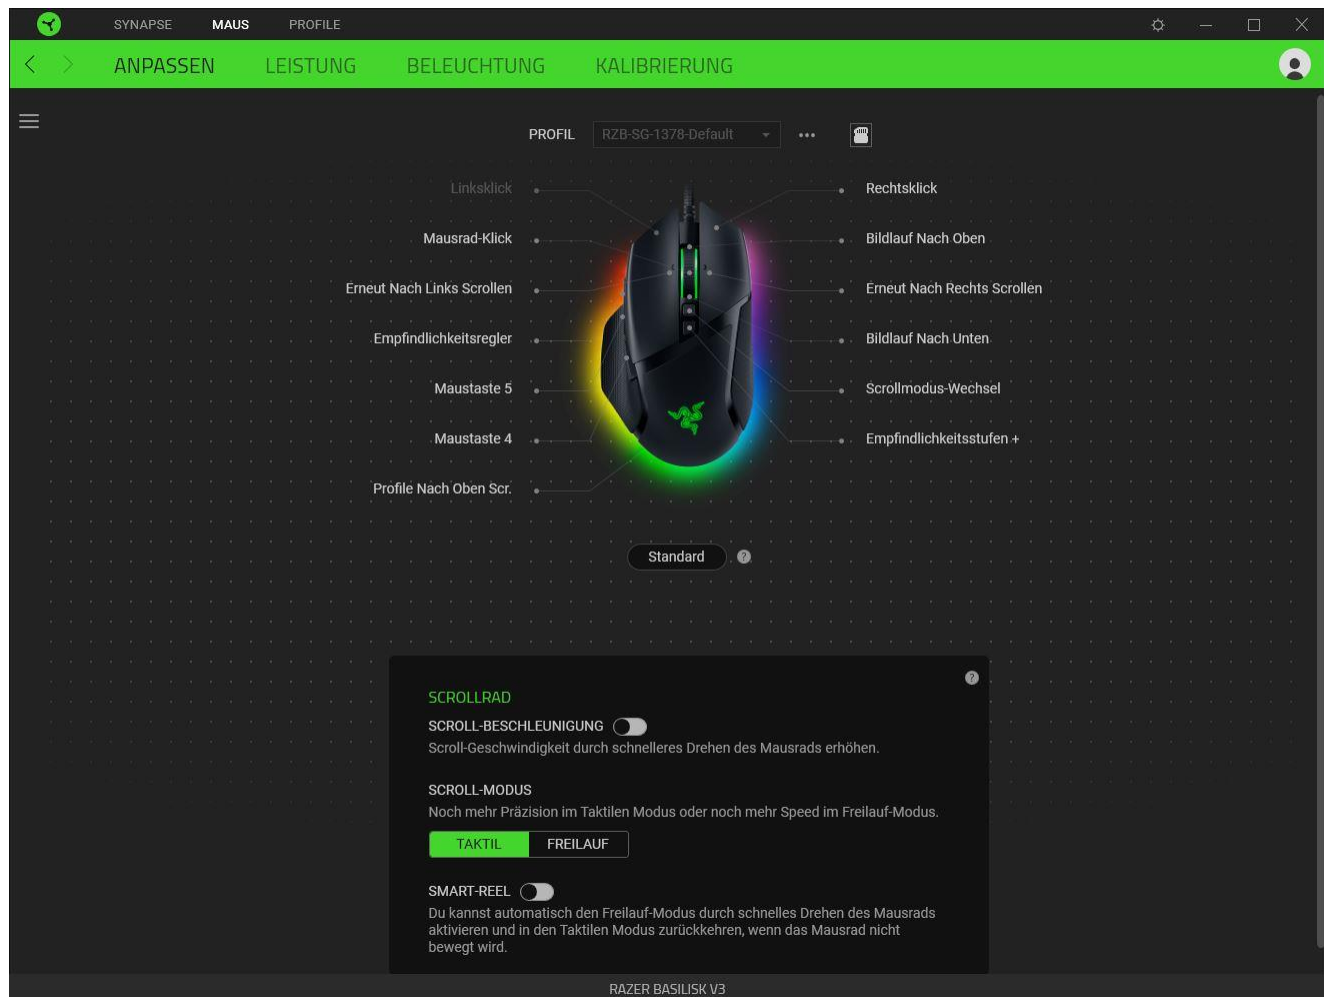 SYNAPSE MAUS PROFILE
ANPASSEN LEISTUNG BELEUCHTUNG KALIBRIERUNG
PROFIL RZB-SG-1378-Default
Linksklick
Rechtsklick
Mausrad-Klick
Bildlauf Nach Oben
Erneut Nach Links Scrollen
Erneut Nach Rechts Scrollen
Empfindlichkeitsregler
Bildlauf Nach Unten
Maustaste 5
Scrollmodus-Wechsel
Maustaste 4
Empfindlichkeitsstufen +
Profile Nach Oben Scr.
Standard ?
?
SCROLLRAD
SCROLL-BESCHLEUNIGUNG
Scroll-Geschwindigkeit durch schnelleres Drehen des Mausrads erhöhen.
SCROLL-MODUS
Noch mehr Präzision im Taktilen Modus oder noch mehr Speed im Freilauf-Modus.
TAKTIL FREILAUF
SMART-REEL
Du kannst automatisch den Freilauf-Modus durch schnelles Drehen des Mausrads
aktivieren und in den Taktilen Modus zurückkehren, wenn das Mausrad nicht
bewegt wird.
RAZER BASILISK V3